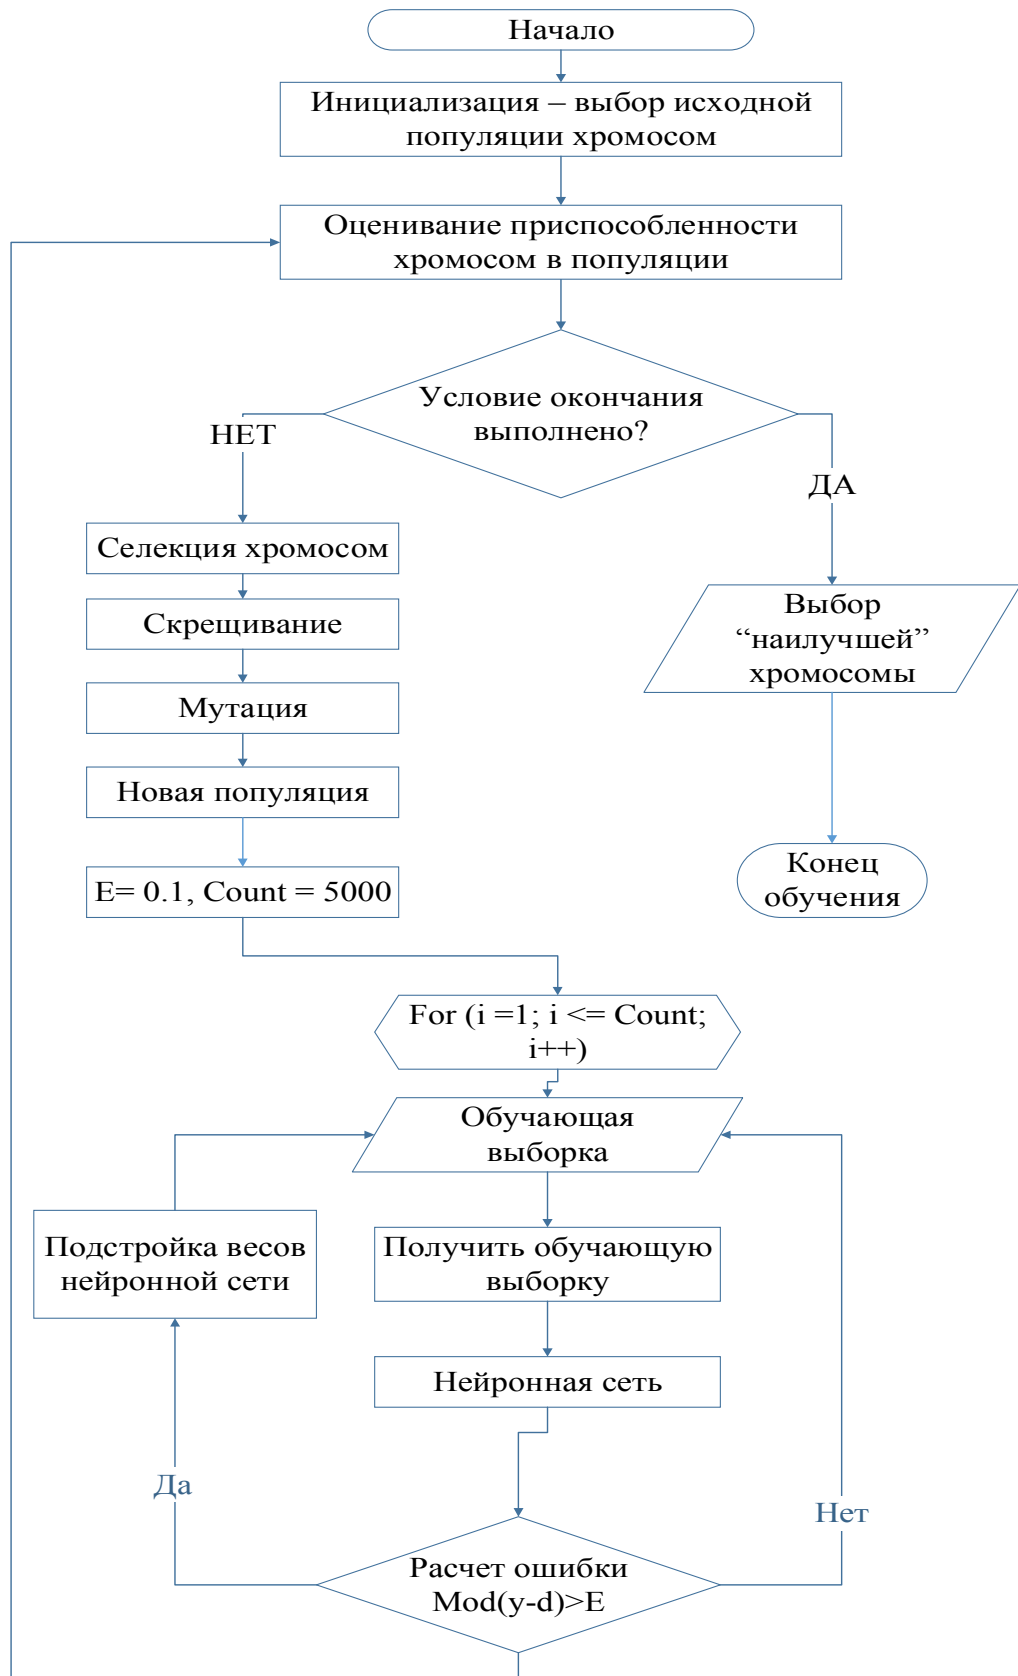 Начало
Инициализация – выбор исходной
популяции хромосом
Оценивание приспособленности
хромосом в популяции
Условие окончания
выполнено?
НЕТ
ДА
Селекция хромосом
Скрещивание
Мутация
Новая популяция
E= 0.1, Count = 5000
Выбор
“наилучшей”
хромосомы
Конец
обучения
For (i =1; i <= Count;
i++)
Обучающая
выборка
Подстройка весов
нейронной сети
Получить обучающую
выборку
Нейронная сеть
Да
Нет
Расчет ошибки
Mod(y-d)>E